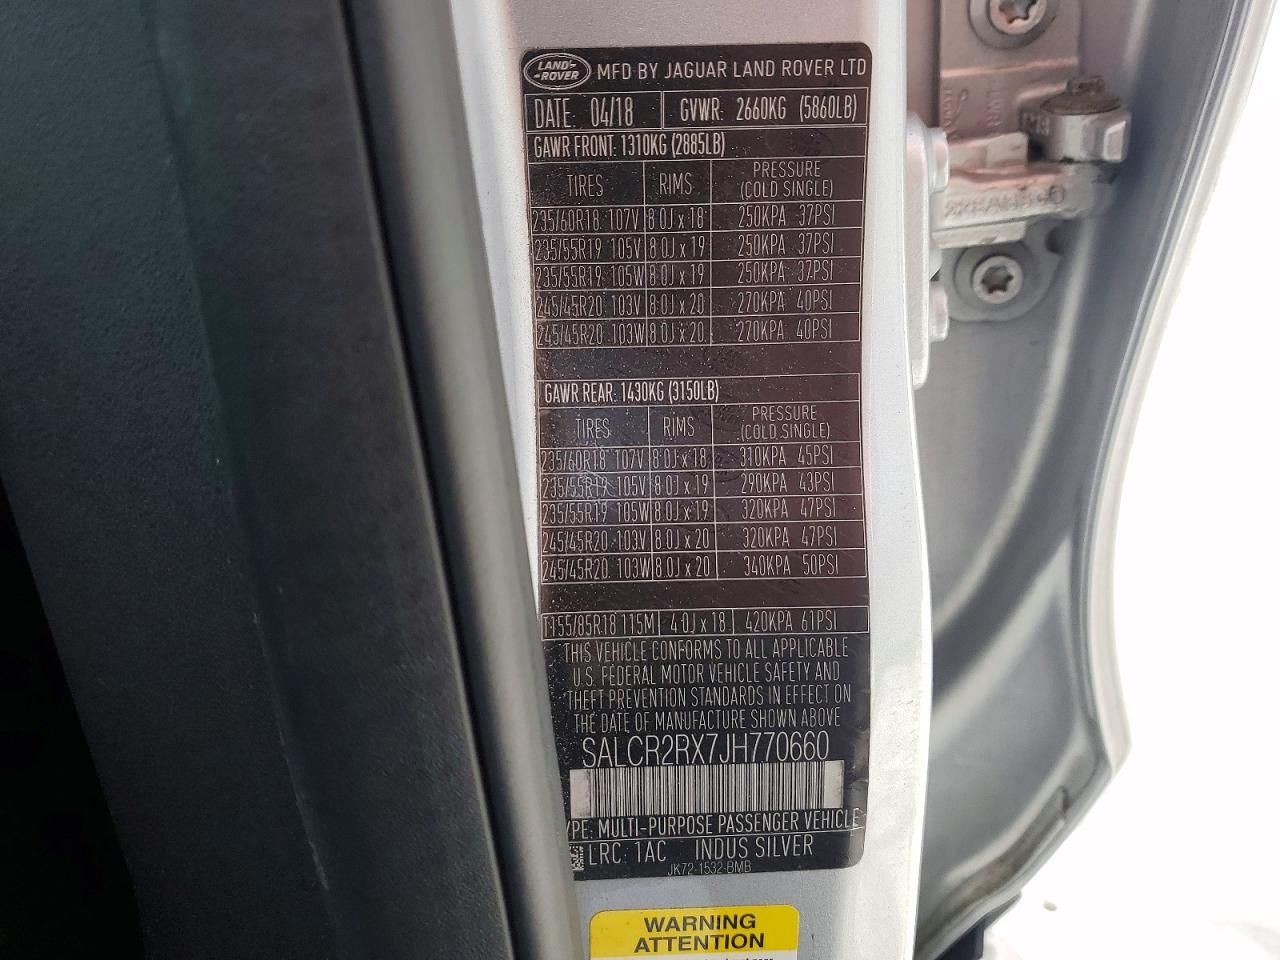 LAND-
-ROVER
MFD BY JAGUAR LAND ROVER LTD
DATE: 04/18 GVWR: 2660KG (5860LB)
GAWR FRONT: 1310KG (2885LB)
TIRES RIMS PRESSURE (COLD SINGLE)
235/60R18 107V 8.0J x 18 250KPA 37PSI
235/55R19 105V 8.0J x 19 250KPA 37PSI
235/55R19 105W 8.0J x 19 250KPA 37PSI
245/45R20 103V 8.0J x 20 270KPA 40PSI
245/45R20 103W 8.0J x 20 270KPA 40PSI
GAWR REAR: 1430KG (3150LB)
TIRES RIMS PRESSURE (COLD SINGLE)
235/60R18 107V 8.0J x 18 310KPA 45PSI
235/55R19 105V 8.0J x 19 290KPA 43PSI
235/55R19 105W 8.0J x 19 320KPA 47PSI
245/45R20 103V 8.0J x 20 320KPA 47PSI
245/45R20 103W 8.0J x 20 340KPA 50PSI
T155/85R18 115M 4.0J x 18 420KPA 61PSI
THIS VEHICLE CONFORMS TO ALL APPLICABLE
U.S. FEDERAL MOTOR VEHICLE SAFETY AND
THEFT PREVENTION STANDARDS IN EFFECT ON
THE DATE OF MANUFACTURE SHOWN ABOVE
SALCR2RX7JH770660
YPE: MULTI-PURPOSE PASSENGER VEHICLE
LRC: 1AC INDUS SILVER
JK72-1532-BMB
WARNING
ATTENTION